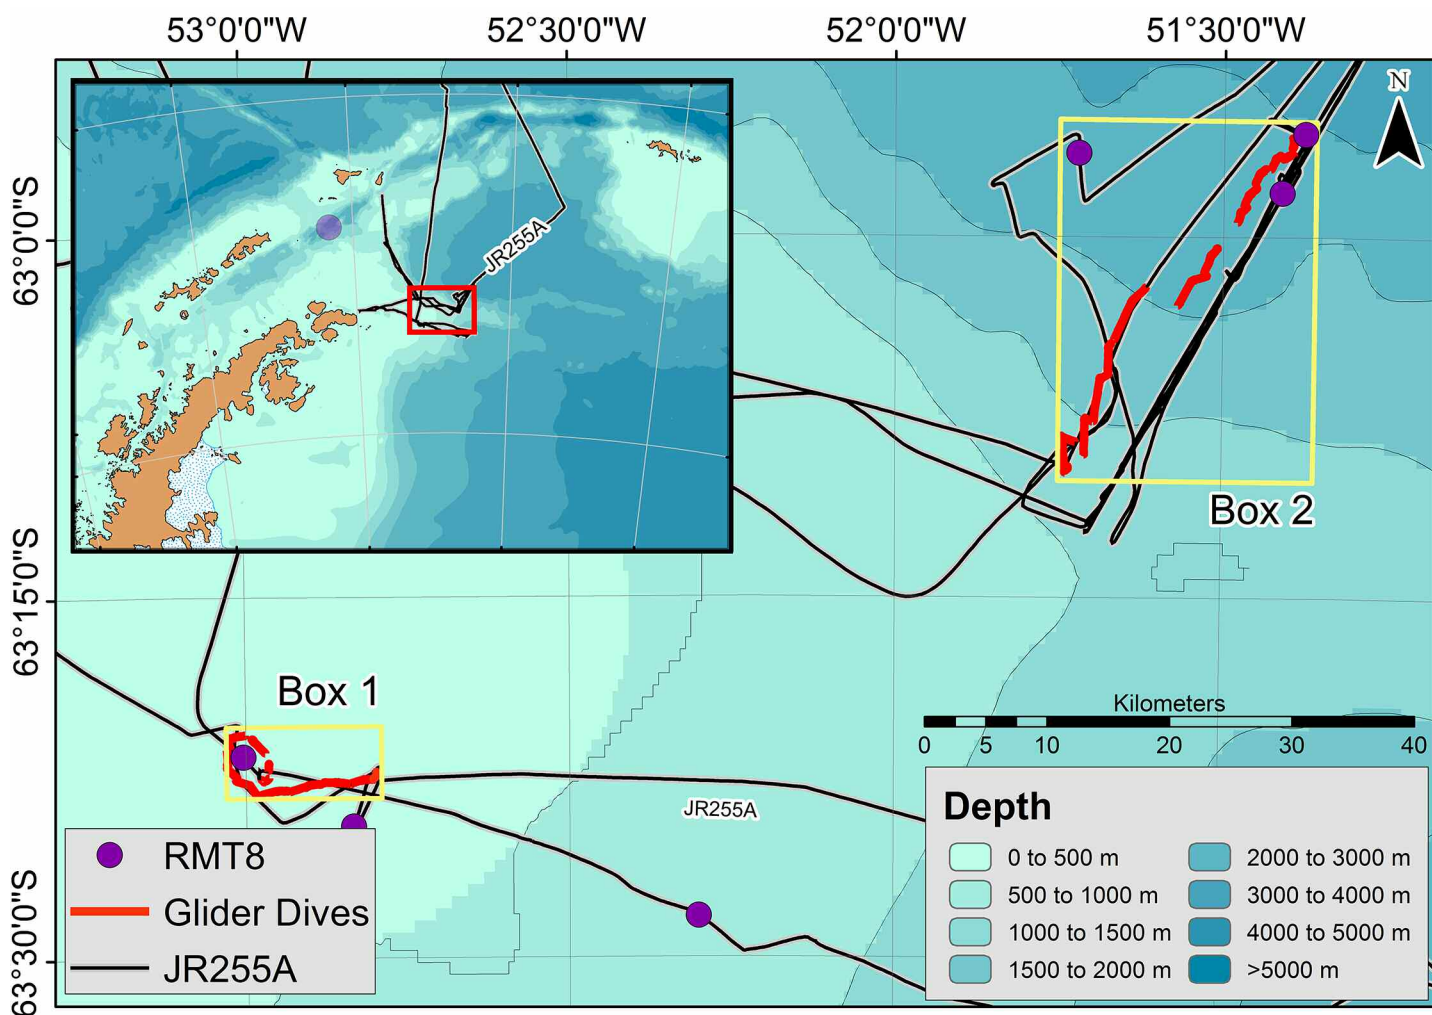 53°0'0"W 52°30'0"W 52°0'0"W 51°30'0"W
N
63°0'0"S
JR255A
Box 2
63°15'0"S
Box 1
Kilometers
0 5 10 20 30 40
JR255A
63°30'0"S
RMT8
Glider Dives
JR255A
Depth
0 to 500 m
500 to 1000 m
1000 to 1500 m
1500 to 2000 m
2000 to 3000 m
3000 to 4000 m
4000 to 5000 m
>5000 m